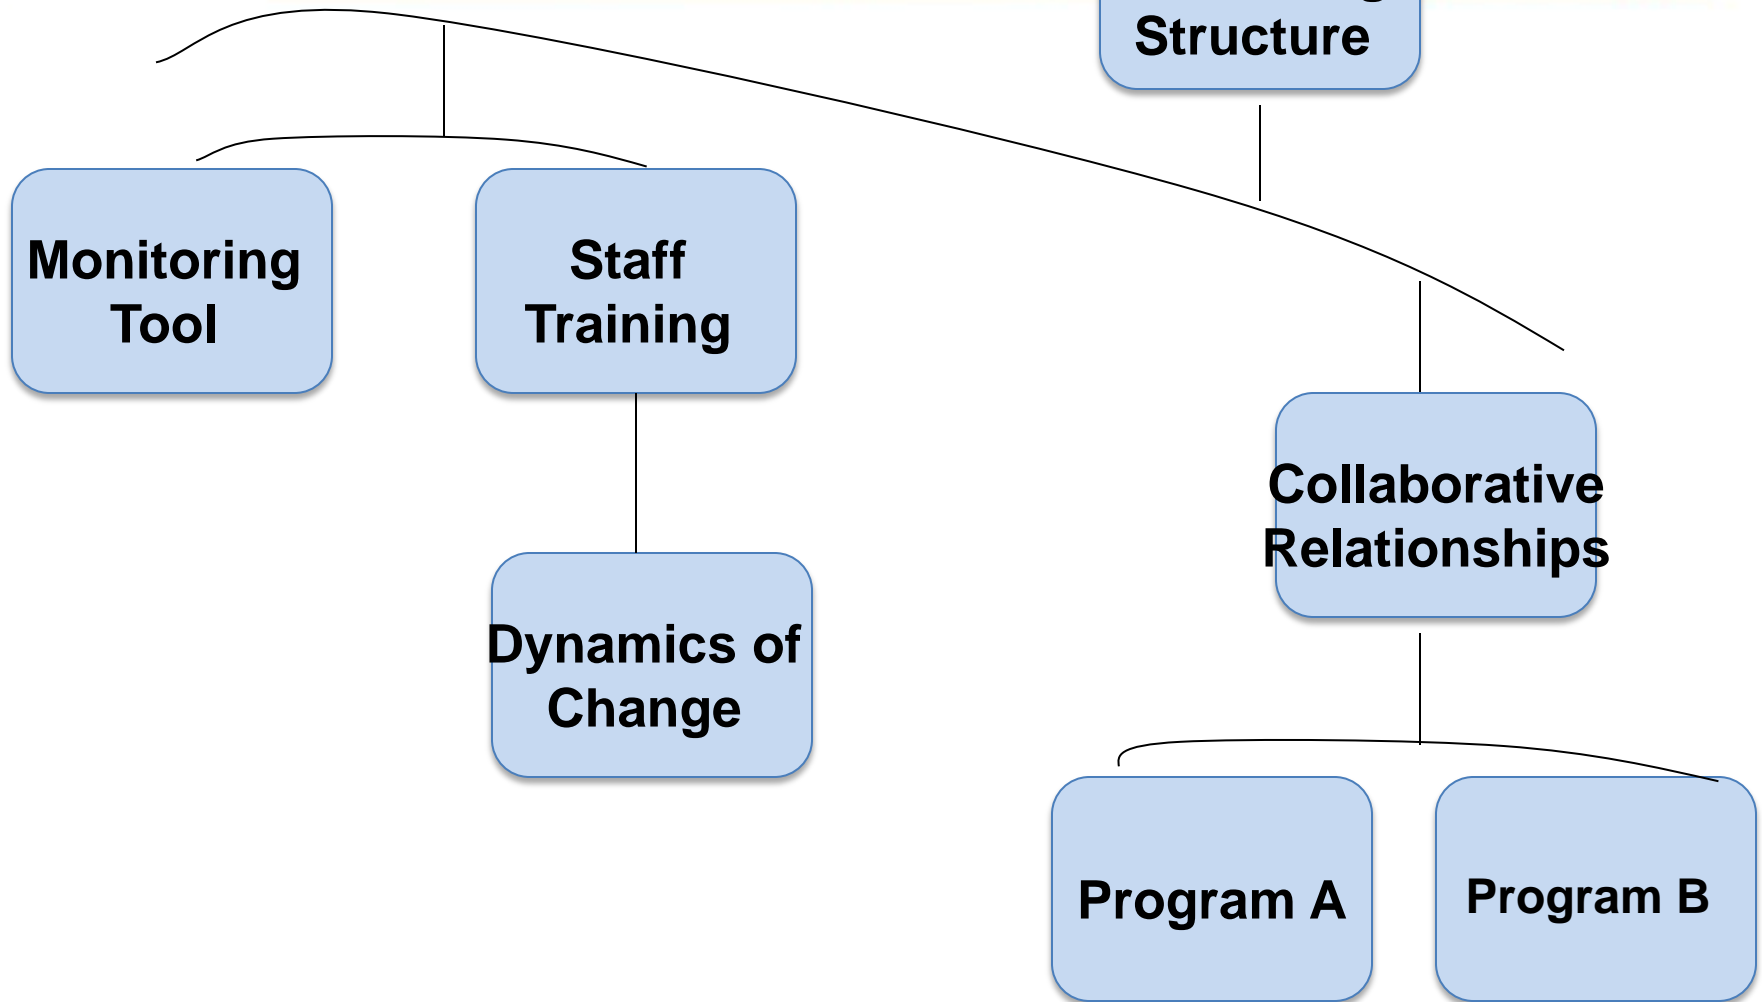 Structure
Monitoring
Tool
Staff
Training
Collaborative
Relationships
Dynamics of
Change
Program A
Program B